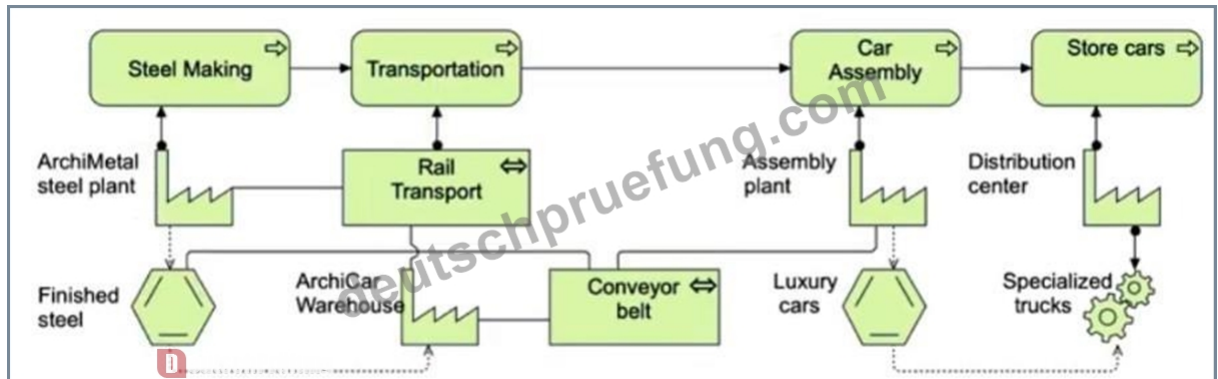 Steel Making
Transportation
Car
Assembly
Store cars
ArchiMetal
steel plant
Rail
Transport
Assembly
plant
Distribution
center
Finished
steel
ArchiCar
Warehouse
Conveyor
belt
Luxury
cars
Specialized
trucks
deutschpruefung.com
D